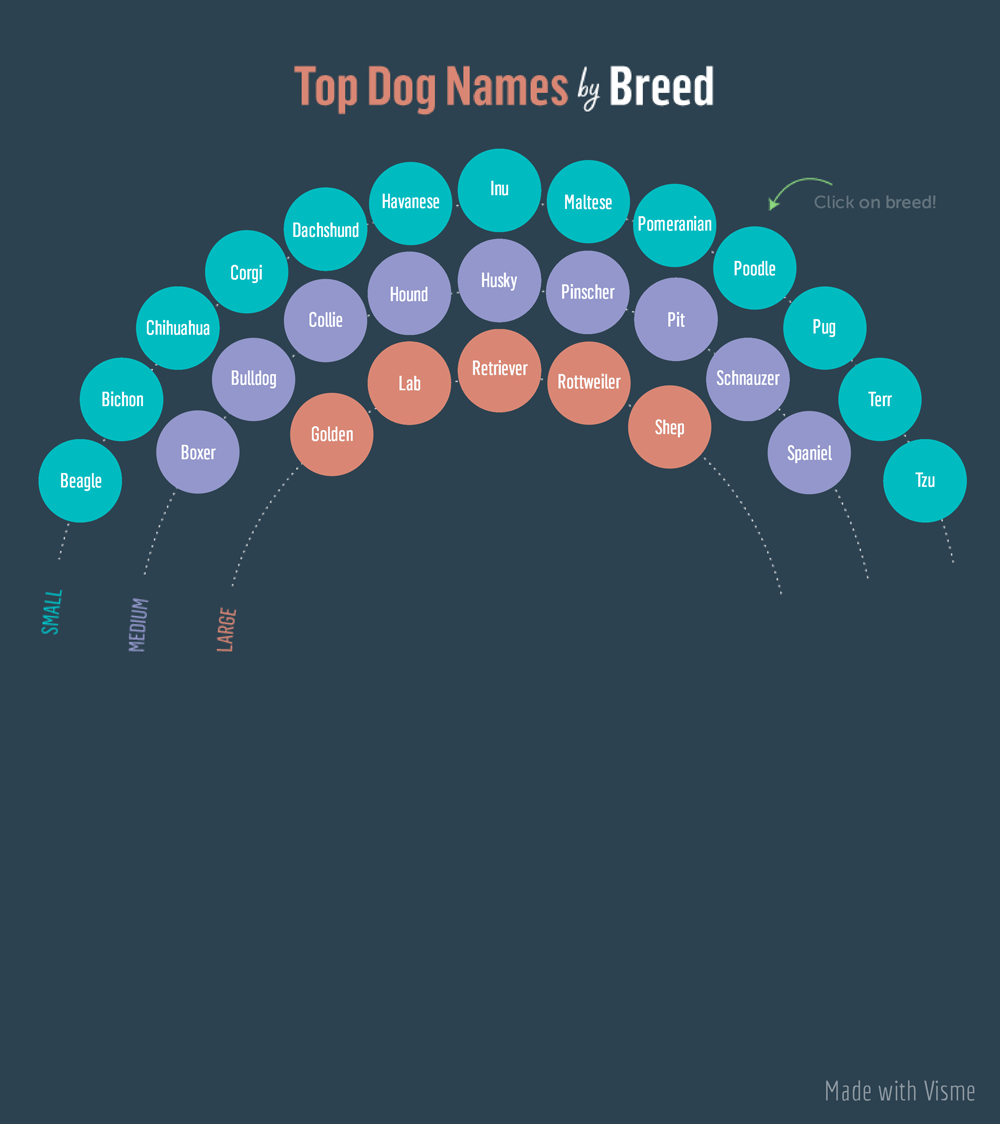 Top Dog Names by Breed
Click on breed!
Beagle
Bichon
Chihuahua
Corgi
Dachshund
Havanese
Inu
Maltese
Pomeranian
Poodle
Pug
Terr
Tzu
Boxer
Bulldog
Collie
Hound
Husky
Pinscher
Pit
Schnauzer
Spaniel
Golden
Lab
Retriever
Rottweiler
Shep
SMALL
MEDIUM
LARGE
Made with Visme